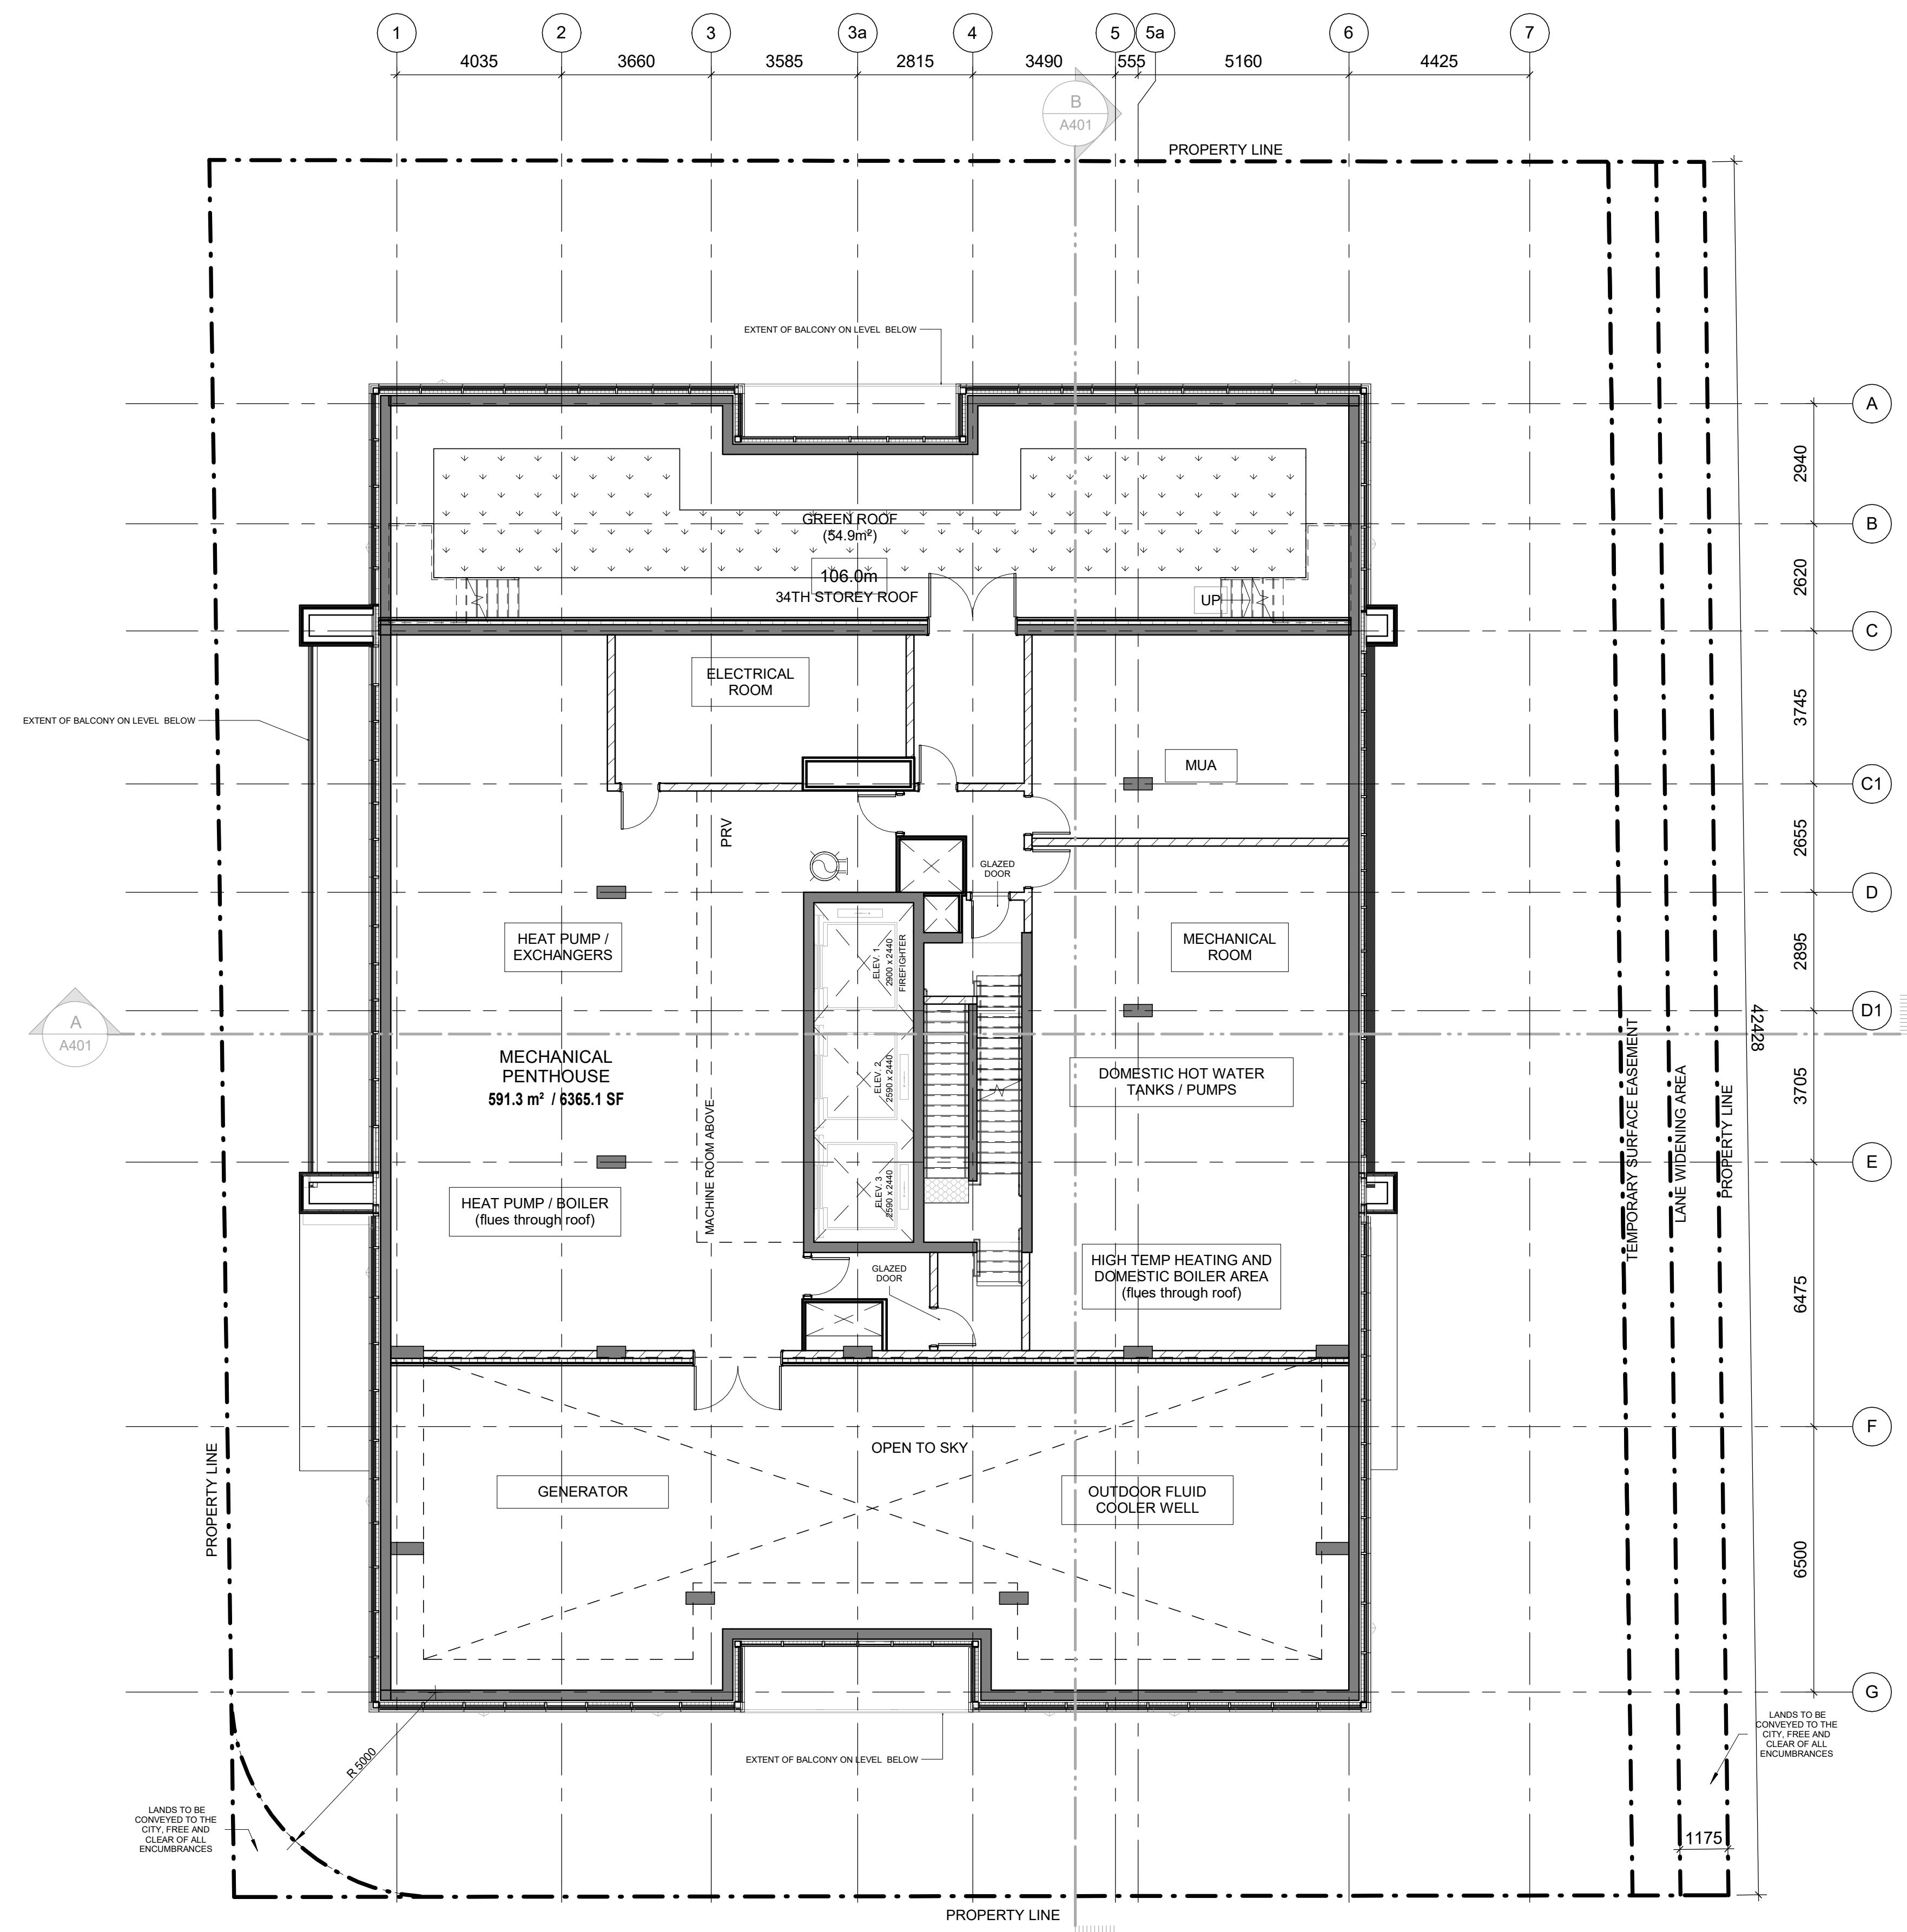 1
2
3
3a
4
5
5a
6
7
4035
3660
3585
2815
3490
555
5160
4425
B
A401
PROPERTY LINE
EXTENT OF BALCONY ON LEVEL BELOW
A
2940
GREEN ROOF
(54.9m²)
B
106.0m
34TH STOREY ROOF
UP
2620
C
ELECTRICAL
ROOM
EXTENT OF BALCONY ON LEVEL BELOW
3745
MUA
C1
PRV
GLAZED
DOOR
2655
D
HEAT PUMP /
EXCHANGERS
ELEV. 1
2900 x 2440
FIREFIGHTER
MECHANICAL
ROOM
2895
D1
A
A401
42428
MECHANICAL
PENTHOUSE
591.3 m² / 6365.1 SF
ELEV. 2
2590 x 2440
DOMESTIC HOT WATER
TANKS / PUMPS
3705
MACHINE ROOM ABOVE
TEMPORARY SURFACE EASEMENT
LANE WIDENING AREA
PROPERTY LINE
E
HEAT PUMP / BOILER
(flues through roof)
ELEV. 3
2590 x 2440
GLAZED
DOOR
HIGH TEMP HEATING AND
DOMESTIC BOILER AREA
(flues through roof)
6475
F
OPEN TO SKY
GENERATOR
OUTDOOR FLUID
COOLER WELL
PROPERTY LINE
6500
G
EXTENT OF BALCONY ON LEVEL BELOW
R 5000
LANDS TO BE
CONVEYED TO THE
CITY, FREE AND
CLEAR OF ALL
ENCUMBRANCES
LANDS TO BE
CONVEYED TO THE
CITY, FREE AND
CLEAR OF ALL
ENCUMBRANCES
1175
PROPERTY LINE